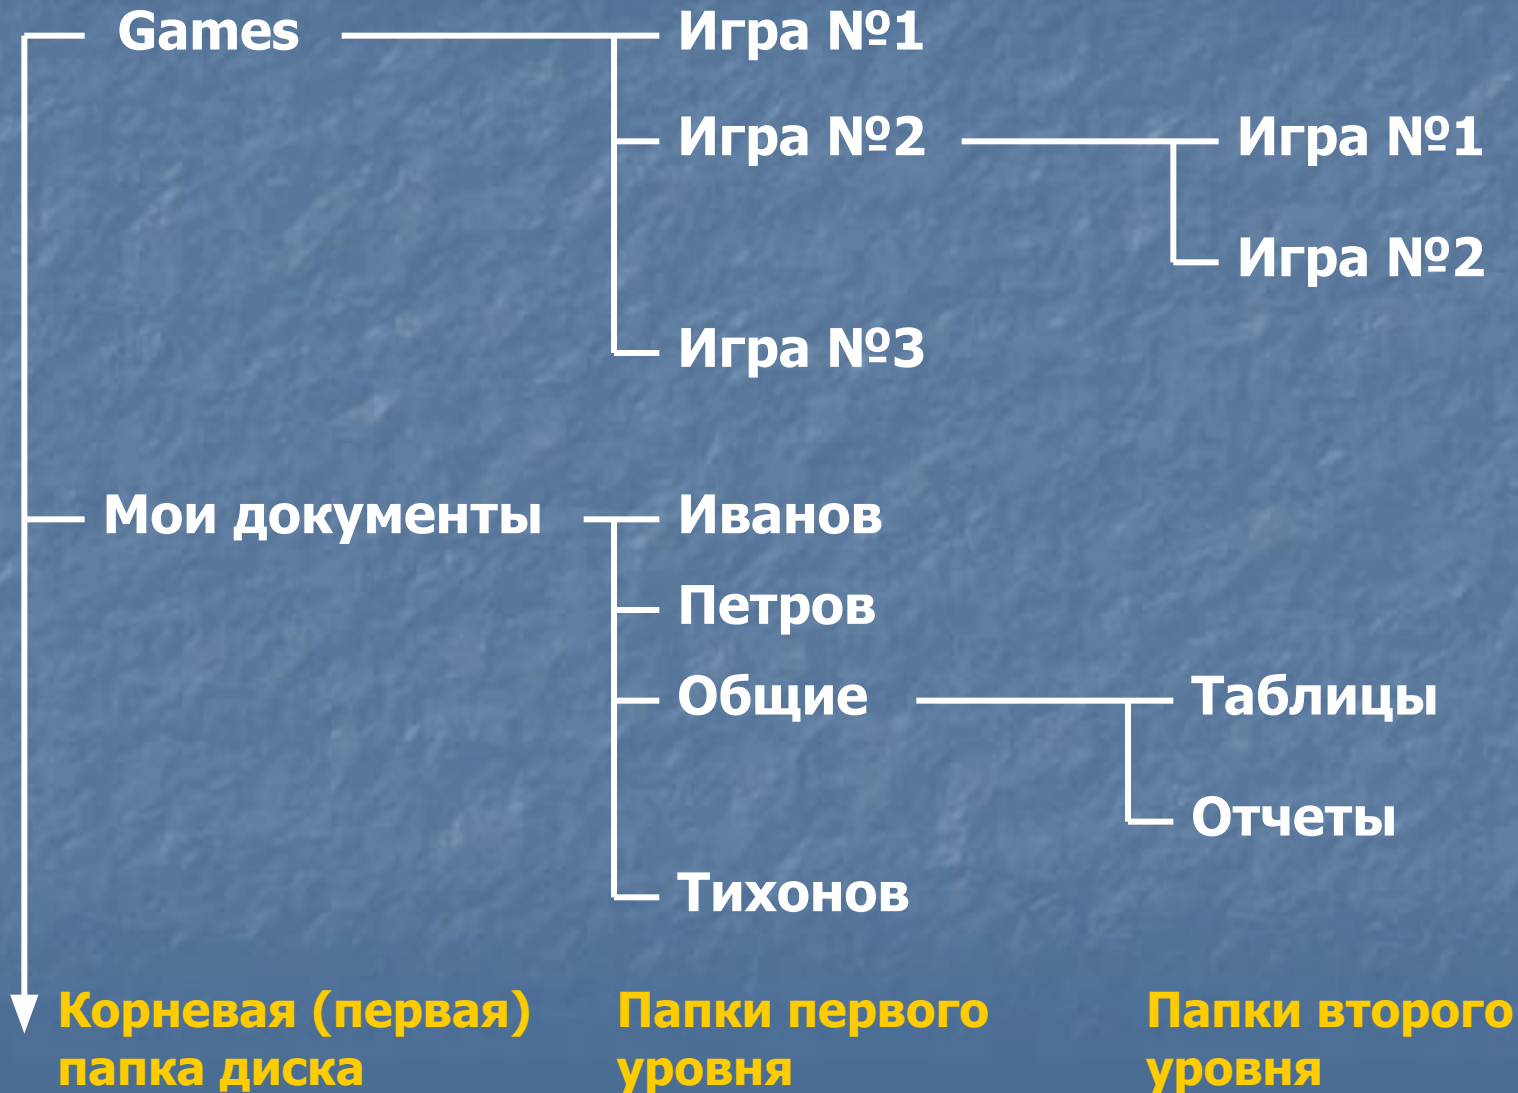 Games
Игра №1
Игра №2
Игра №1
Игра №2
Игра №3
Мои документы
Иванов
Петров
Общие
Таблицы
Отчеты
Тихонов
Корневая (первая)
папка диска
Папки первого
уровня
Папки второго
уровня